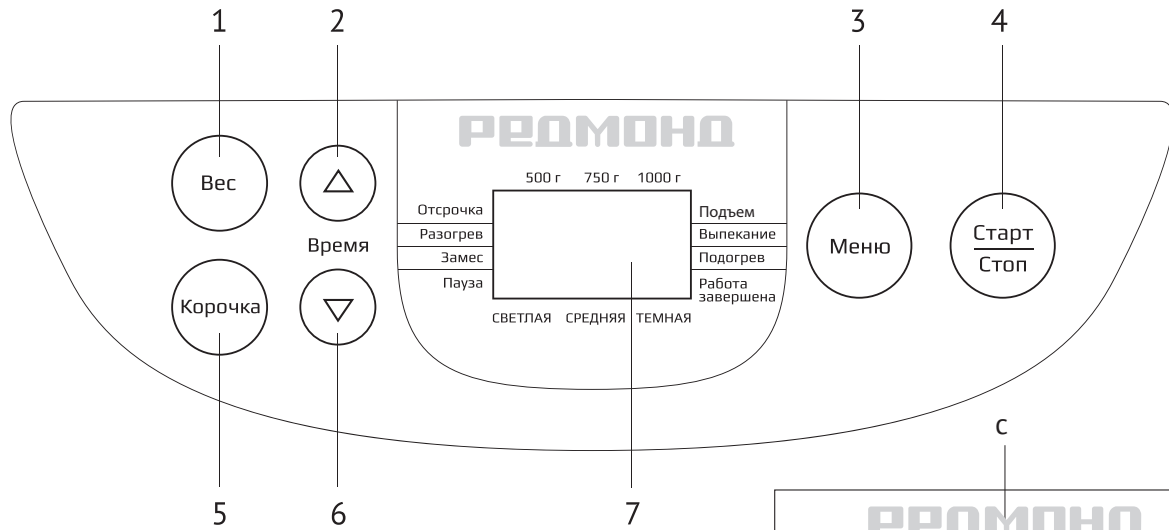 1 2 3 4
РЕДМОНД
500 г 750 г 1000 г
Вес
Отсрочка
Разогрев
Замес
Пауза
Подъем
Выпекание
Подогрев
Работа
завершена
Время
Меню
Старт
Стоп
Корочка
СВЕТЛАЯ СРЕДНЯЯ ТЕМНАЯ
c
5 6 7
РЕДМОНД